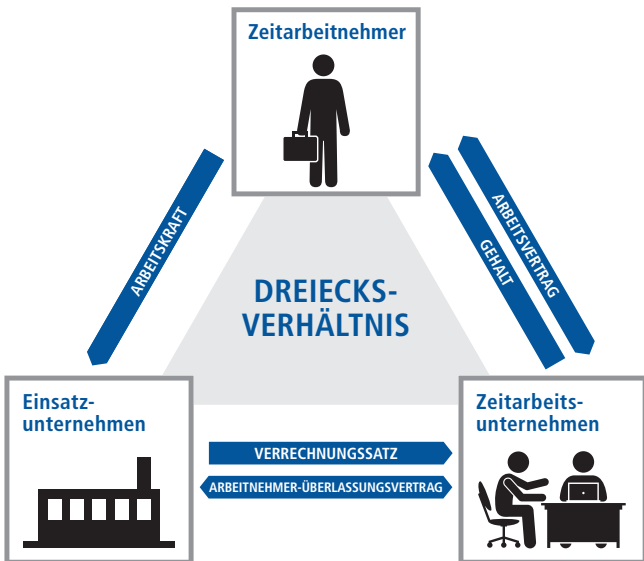 Zeitarbeitnehmer
ARBEITSKRAFT
GEHALT
ARBEITSVERTRAG
DREIECKS-
VERHÄLTNIS
Einsatz-
unternehmen
Zeitarbeits-
unternehmen
VERRECHNUNGSSATZ
ARBEITNEHMER-ÜBERLASSUNGSVERTRAG